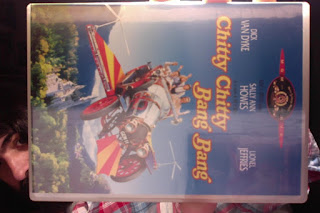 DICK
VAN DYKE
SALLY ANN
HOWES
LIONEL
JEFFRIES
Chitty Chitty
Bang Bang